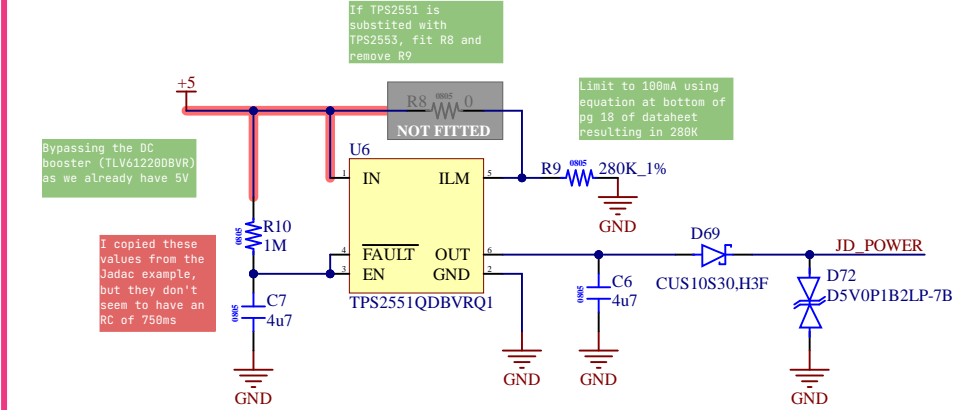 If TPS2551 is
substited with
TPS2553, fit R8 and
remove R9
+5
R8 0805 0
NOT FITTED
Limit to 100mA using
equation at bottom of
pg 18 of dataheet
resulting in 280K
Bypassing the DC
booster (TLV61220DBVR)
as we already have 5V
U6
1 IN ILM 5
R9 0805 280K_1%
GND
0805 R10
1M
I copied these
values from the
Jadac example,
but they don't
seem to have an
RC of 750ms
4 FAULT OUT 6
3 EN GND 2
TPS2551QDBVRQ1
D69
CUS10S30,H3F
JD_POWER
D72
D5V0P1B2LP-7B
0805 C7
4u7
0805 C6
4u7
GND
GND
GND
GND